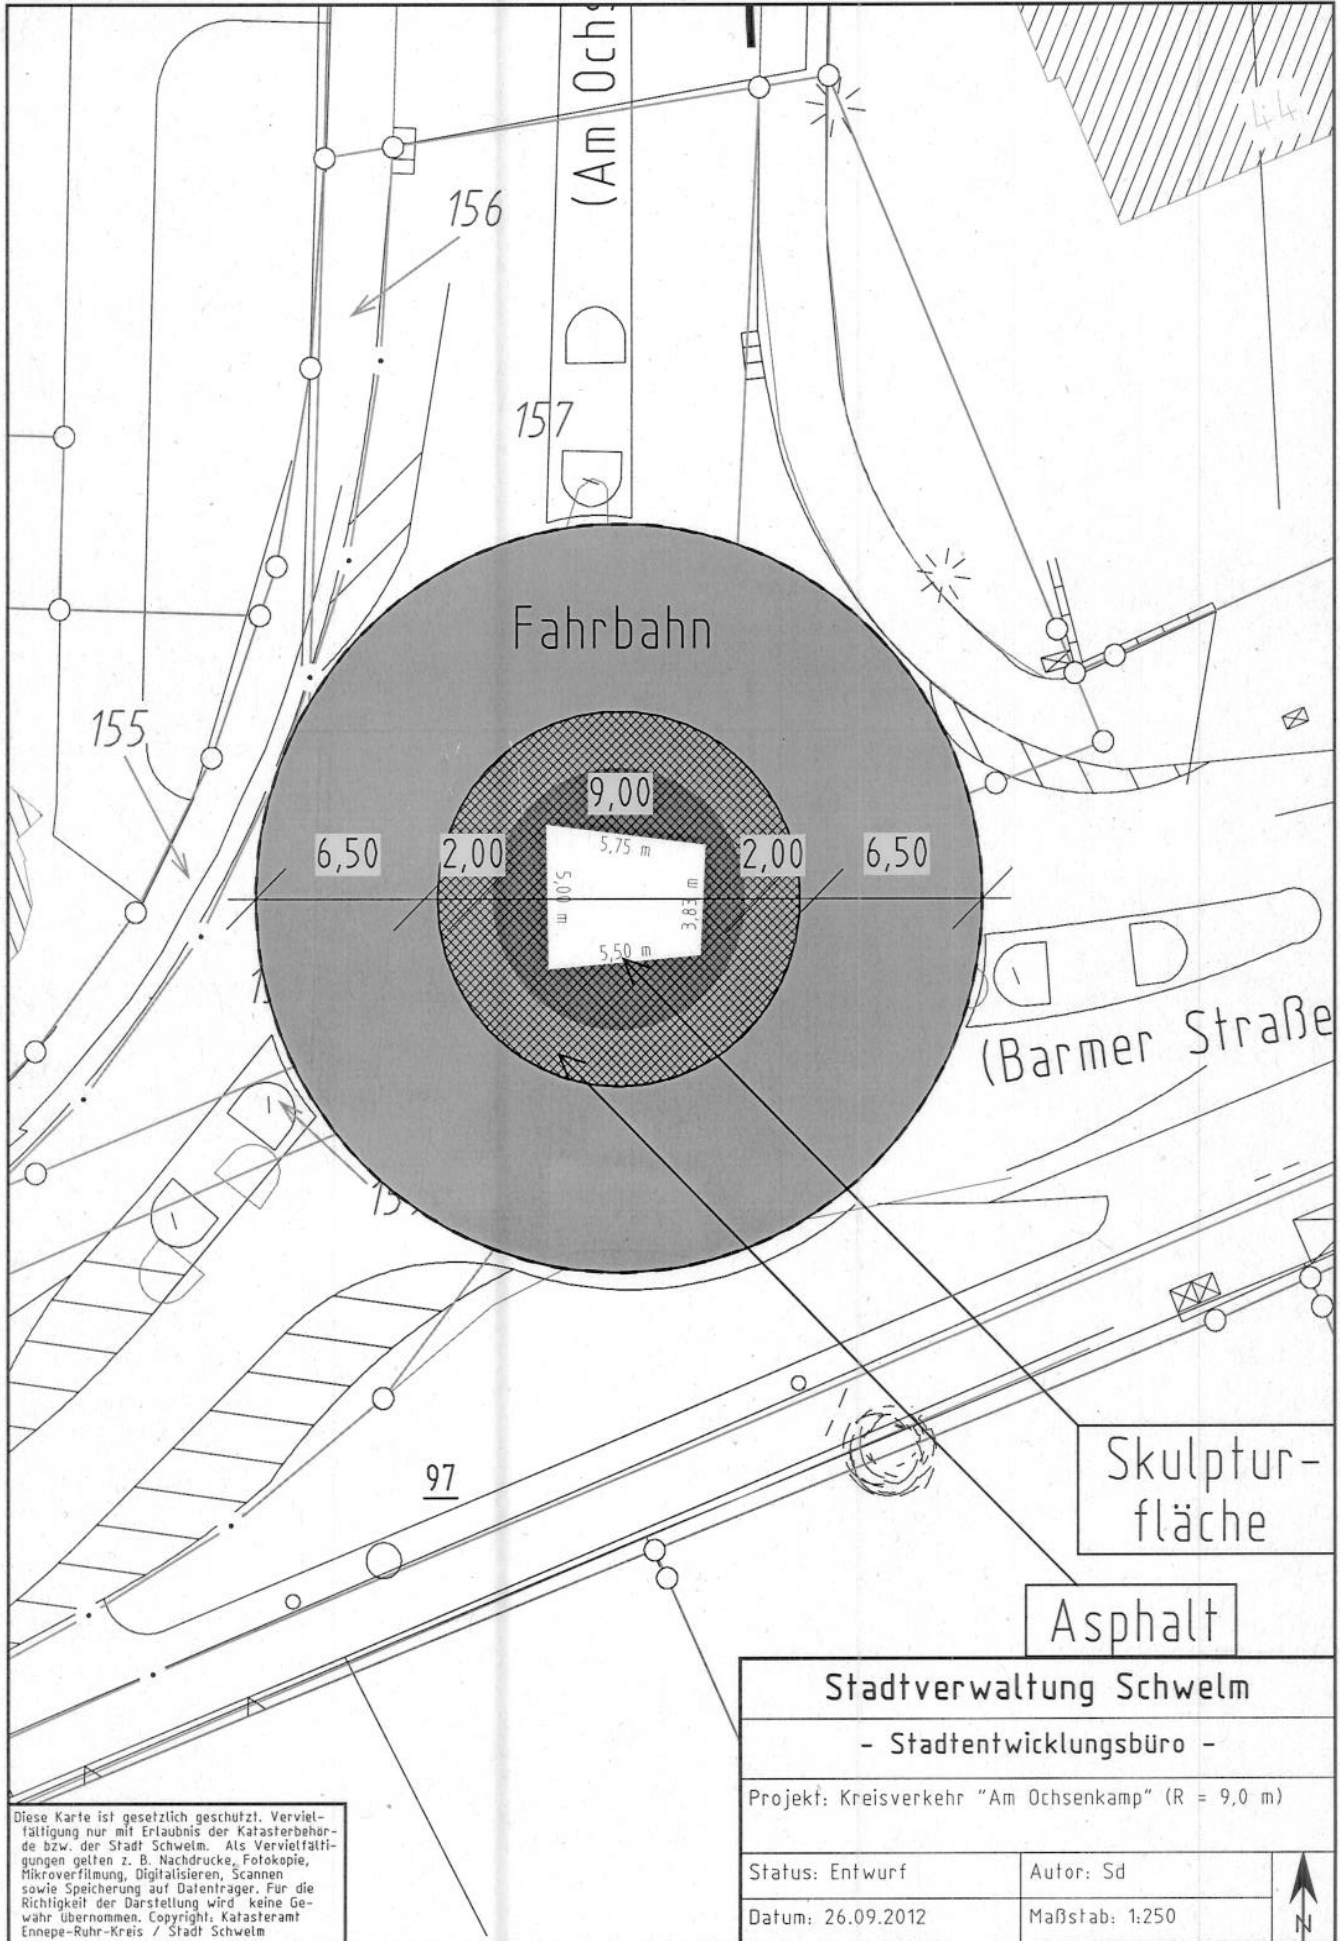 (Am Ochs
44
156
157
Fahrbahn
155
9,00
5,75 m
6,50
2,00
2,00
6,50
5,00 m
3,83 m
5,50 m
(Barmer Straße
97
Skulptur-
fläche
Asphalt
Stadtverwaltung Schwelm
- Stadtentwicklungsbüro -
Projekt: Kreisverkehr "Am Ochsenkamp" (R = 9,0 m)
Status: Entwurf
Autor: Sd
Datum: 26.09.2012
Maßstab: 1:250
N
Diese Karte ist gesetzlich geschützt. Verviel-
fältigung nur mit Erlaubnis der Katasterbehör-
de bzw. der Stadt Schwelm. Als Vervielfälti-
gungen gelten z. B. Nachdrucke, Fotokopie,
Mikroverfilmung, Digitalisieren, Scannen
sowie Speicherung auf Datenträger. Für die
Richtigkeit der Darstellung wird keine Ge-
währ übernommen. Copyright: Katasteramt
Ennepe-Ruhr-Kreis / Stadt Schwelm